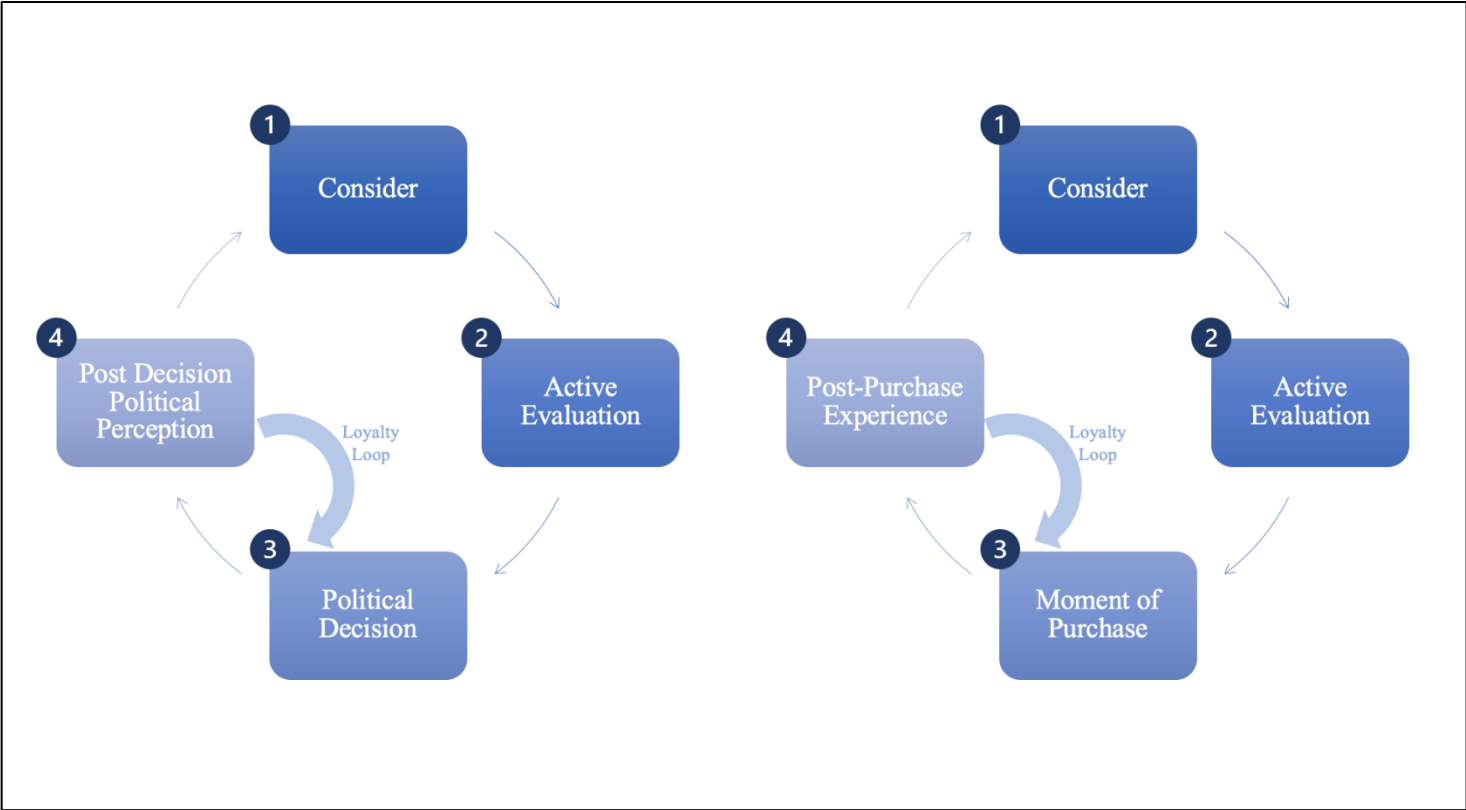 1
Consider
2
Active
Evaluation
3
Political
Decision
4
Post Decision
Political
Perception
Loyalty
Loop
1
Consider
2
Active
Evaluation
3
Moment of
Purchase
4
Post-Purchase
Experience
Loyalty
Loop